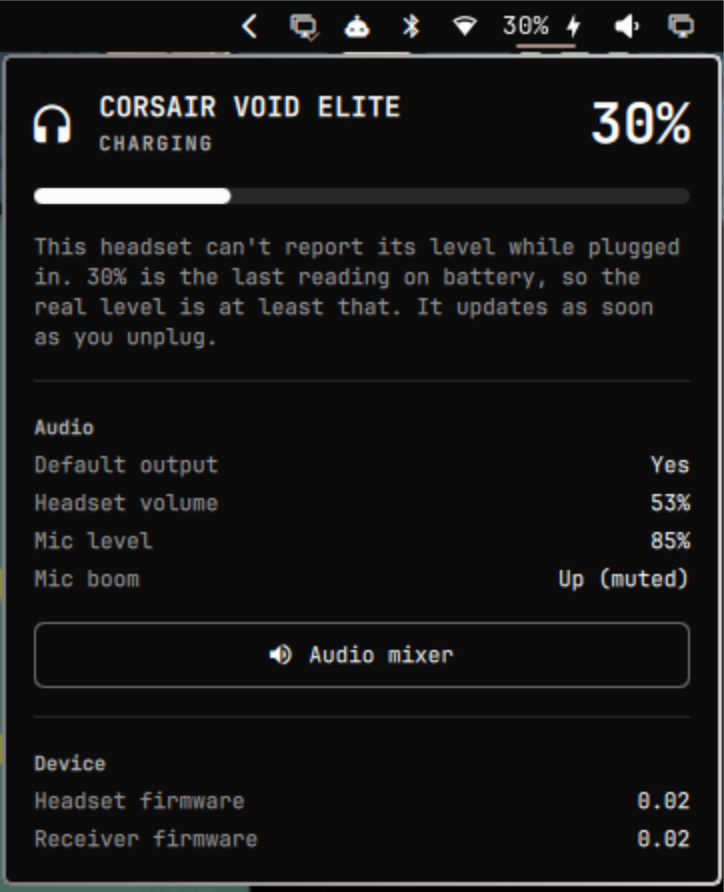 30%
CORSAIR VOID ELITE
30%
CHARGING
This headset can't report its level while plugged
in. 30% is the last reading on battery, so the
real level is at least that. It updates as soon
as you unplug.
Audio
Default output Yes
Headset volume 53%
Mic level 85%
Mic boom Up (muted)
Audio mixer
Device
Headset firmware 0.02
Receiver firmware 0.02